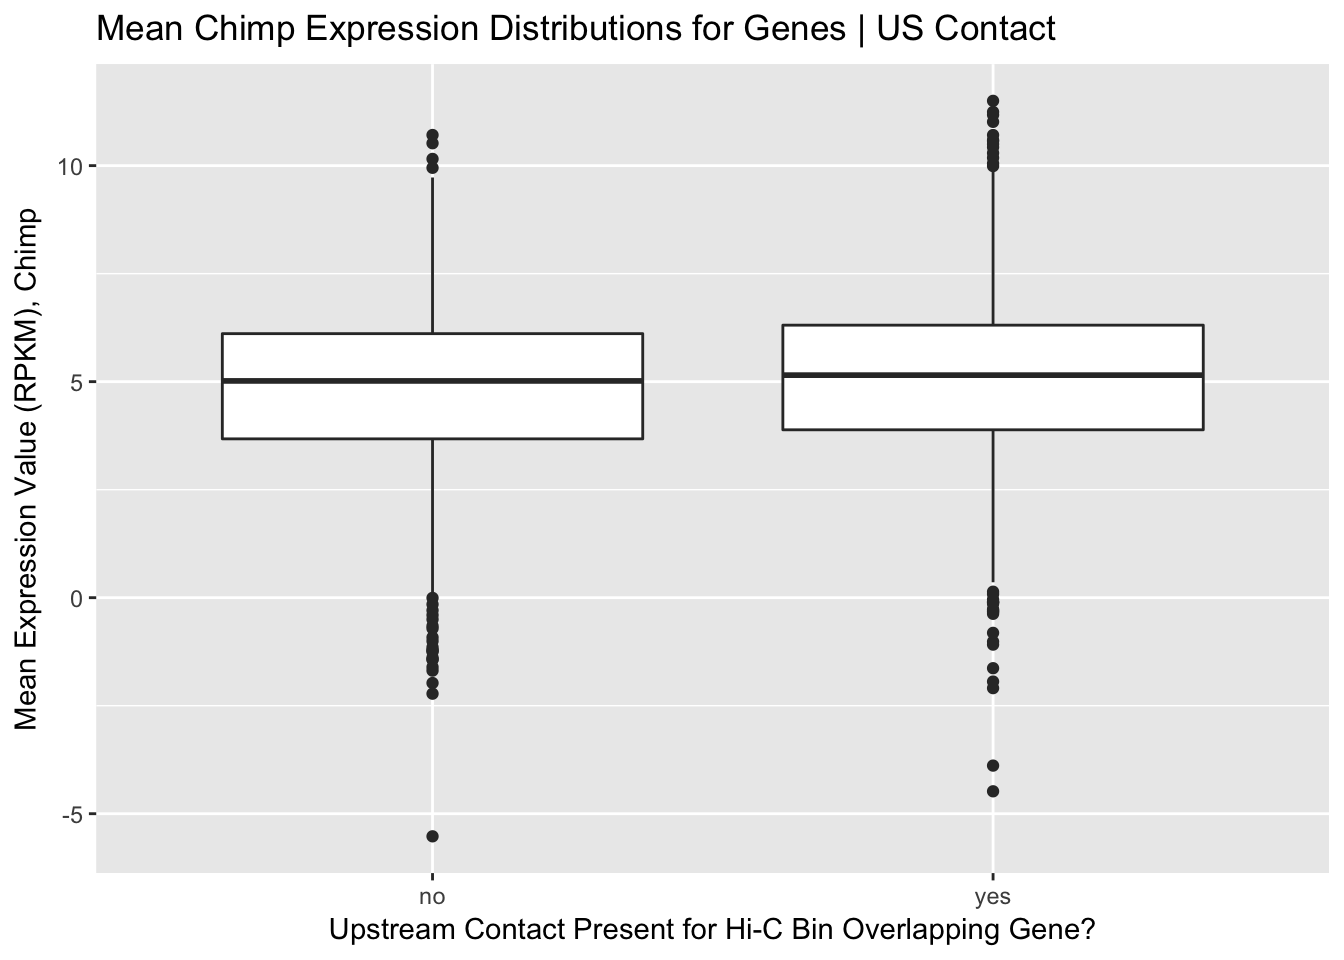 Mean Chimp Expression Distributions for Genes | US Contact
Mean Expression Value (RPKM), Chimp
10
5
0
-5
no
yes
Upstream Contact Present for Hi-C Bin Overlapping Gene?